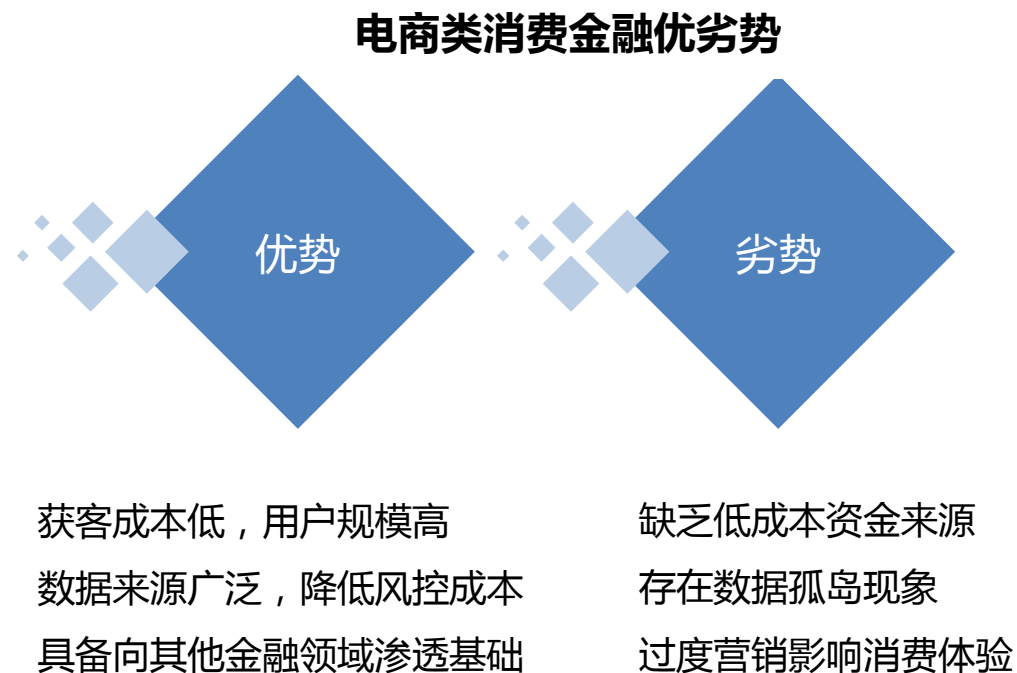 电商类消费金融优劣势
优势
劣势
获客成本低，用户规模高
数据来源广泛，降低风控成本
具备向其他金融领域渗透基础
缺乏低成本资金来源
存在数据孤岛现象
过度营销影响消费体验